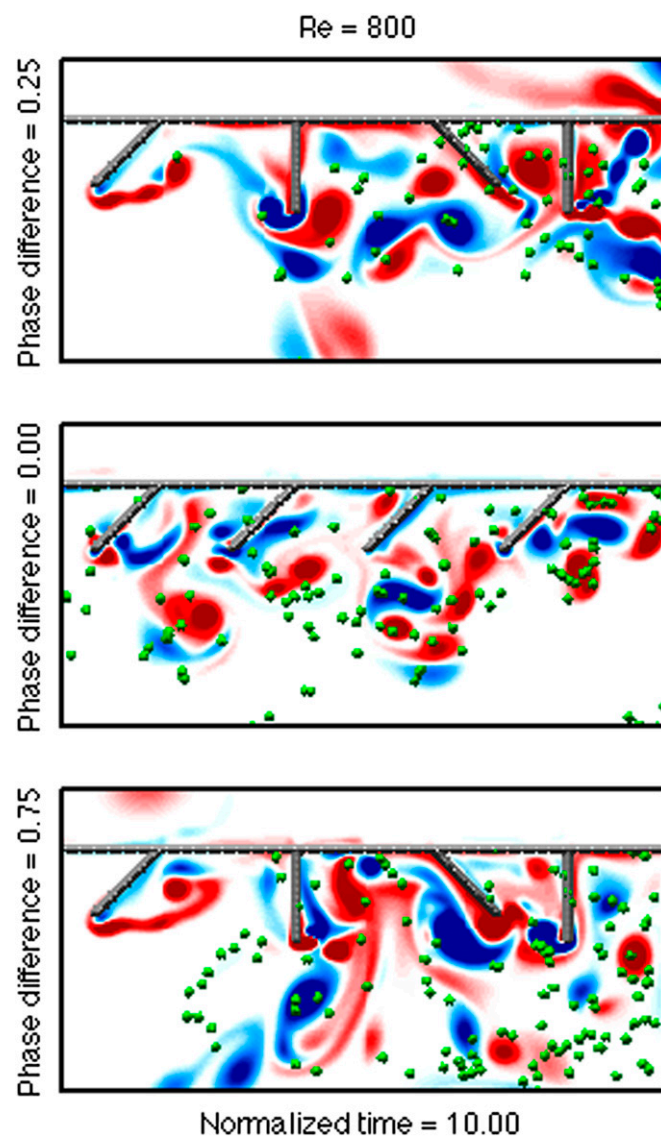 Re = 800
Phase difference = 0.25
Phase difference = 0.00
Phase difference = 0.75
Normalized time = 10.00